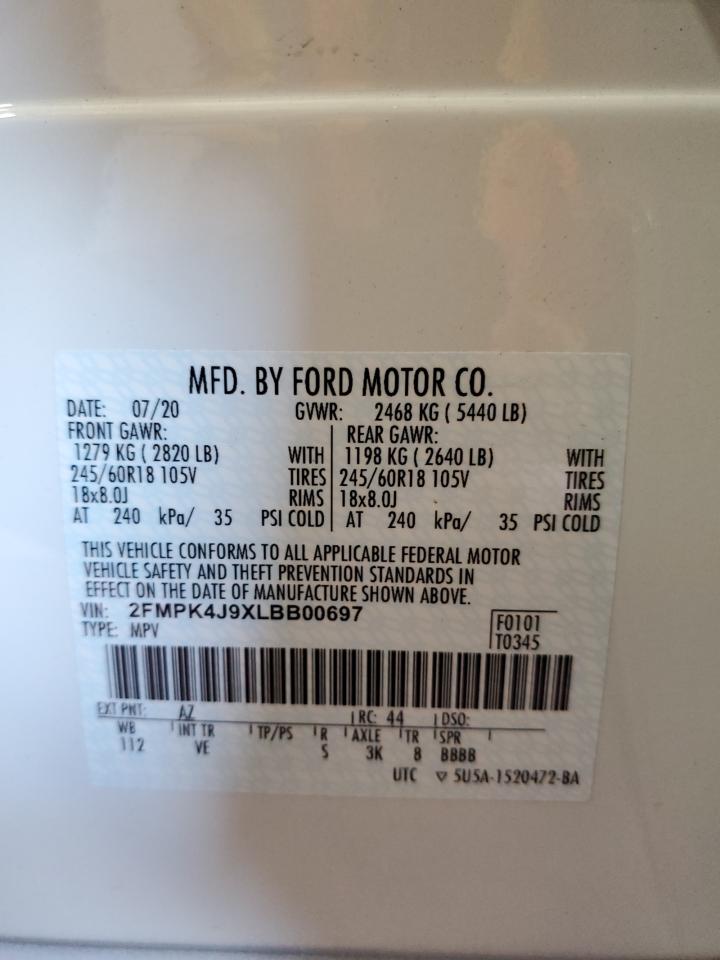 MFD. BY FORD MOTOR CO.
DATE: 07/20 GVWR: 2468 KG ( 5440 LB)
FRONT GAWR: REAR GAWR:
1279 KG ( 2820 LB) WITH 1198 KG ( 2640 LB) WITH
245/60R18 105V TIRES 245/60R18 105V TIRES
18x8.0J RIMS 18x8.0J RIMS
AT 240 kPa/ 35 PSI COLD AT 240 kPa/ 35 PSI COLD
THIS VEHICLE CONFORMS TO ALL APPLICABLE FEDERAL MOTOR
VEHICLE SAFETY AND THEFT PREVENTION STANDARDS IN
EFFECT ON THE DATE OF MANUFACTURE SHOWN ABOVE.
VIN: 2FMPK4J9XLBB00697
TYPE: MPV
F0101
T0345
EXT PNT: AZ RC: 44 DSO:
WB INT TR TP/PS R AXLE TR SPR
112 VE S 3K 8 BBBB
UTC ▽ 5U5A-1520472-BA